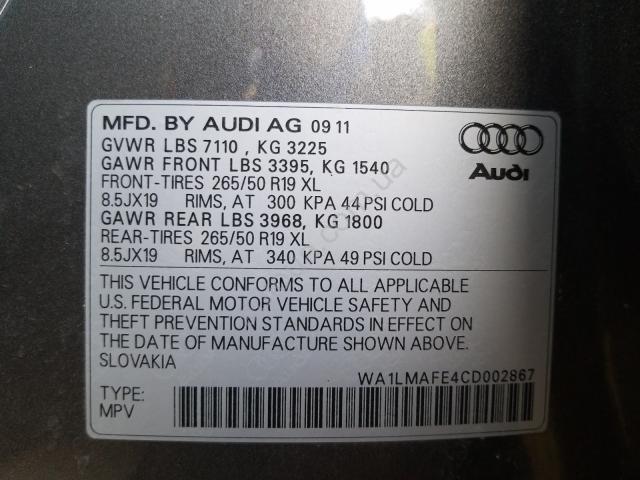 MFD. BY AUDI AG 09 11
GVWR LBS 7110 , KG 3225
GAWR FRONT LBS 3395, KG 1540
FRONT-TIRES 265/50 R19 XL
8.5JX19 RIMS, AT 300 KPA 44 PSI COLD
GAWR REAR LBS 3968, KG 1800
REAR-TIRES 265/50 R19 XL
8.5JX19 RIMS, AT 340 KPA 49 PSI COLD
Audi
THIS VEHICLE CONFORMS TO ALL APPLICABLE
U.S. FEDERAL MOTOR VEHICLE SAFETY AND
THEFT PREVENTION STANDARDS IN EFFECT ON
THE DATE OF MANUFACTURE SHOWN ABOVE.
SLOVAKIA
WA1LMAFE4CD002867
TYPE:
MPV